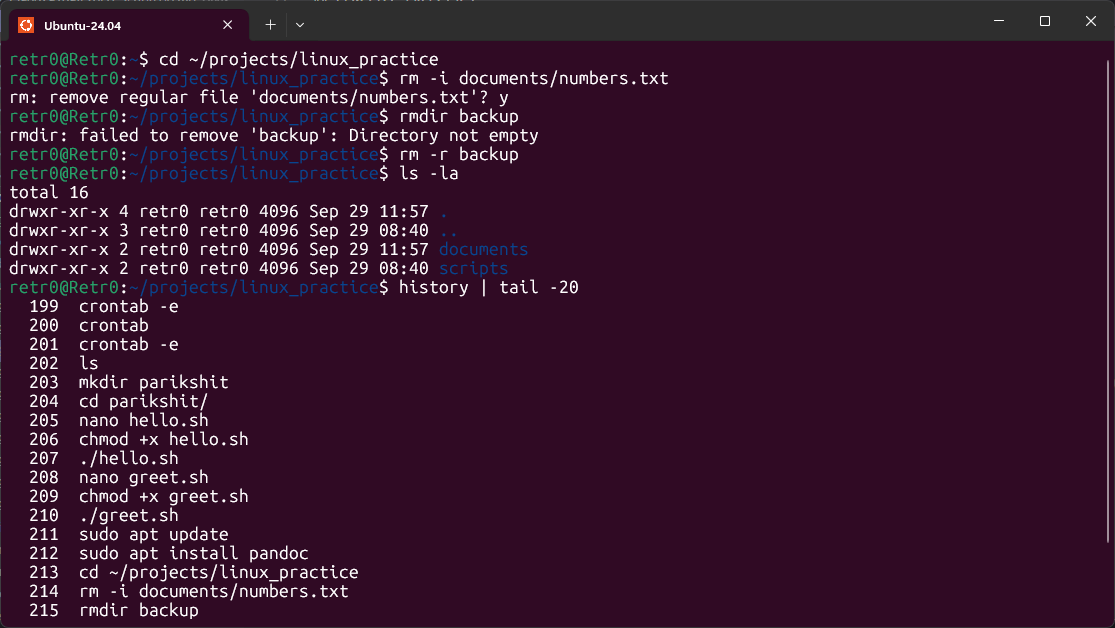 Ubuntu-24.04
retr0@Retr0:~$ cd ~/projects/linux_practice
retr0@Retr0:~/projects/linux_practice$ rm -i documents/numbers.txt
rm: remove regular file 'documents/numbers.txt'? y
retr0@Retr0:~/projects/linux_practice$ rmdir backup
rmdir: failed to remove 'backup': Directory not empty
retr0@Retr0:~/projects/linux_practice$ rm -r backup
retr0@Retr0:~/projects/linux_practice$ ls -la
total 16
drwxr-xr-x 4 retr0 retr0 4096 Sep 29 11:57 .
drwxr-xr-x 3 retr0 retr0 4096 Sep 29 08:40 ..
drwxr-xr-x 2 retr0 retr0 4096 Sep 29 11:57 documents
drwxr-xr-x 2 retr0 retr0 4096 Sep 29 08:40 scripts
retr0@Retr0:~/projects/linux_practice$ history | tail -20
  199  crontab -e
  200  crontab
  201  crontab -e
  202  ls
  203  mkdir parikshit
  204  cd parikshit/
  205  nano hello.sh
  206  chmod +x hello.sh
  207  ./hello.sh
  208  nano greet.sh
  209  chmod +x greet.sh
  210  ./greet.sh
  211  sudo apt update
  212  sudo apt install pandoc
  213  cd ~/projects/linux_practice
  214  rm -i documents/numbers.txt
  215  rmdir backup